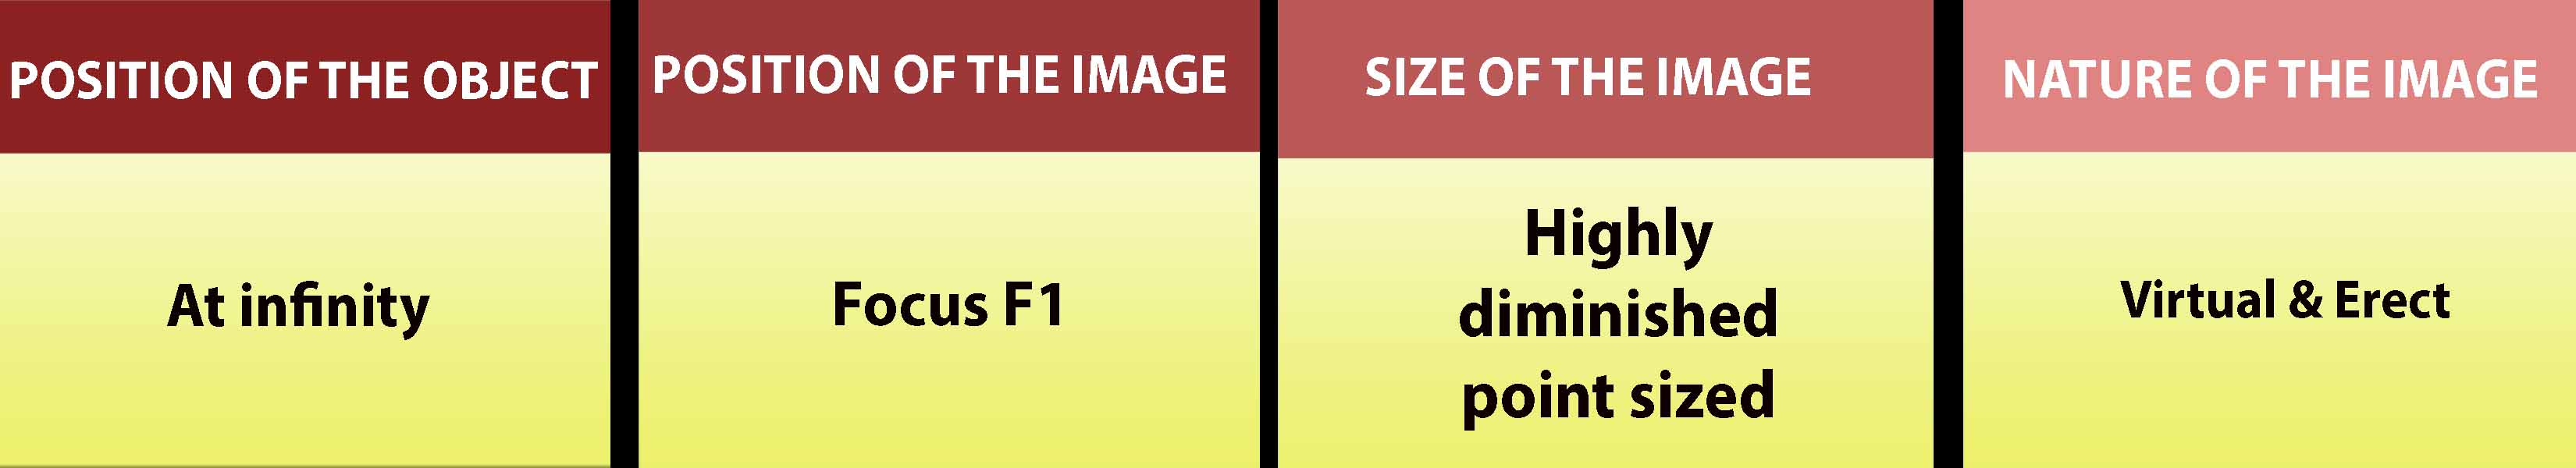 POSITION OF THE OBJECT
POSITION OF THE IMAGE
SIZE OF THE IMAGE
NATURE OF THE IMAGE
At infinity
Focus F1
Highly
diminished
point sized
Virtual & Erect